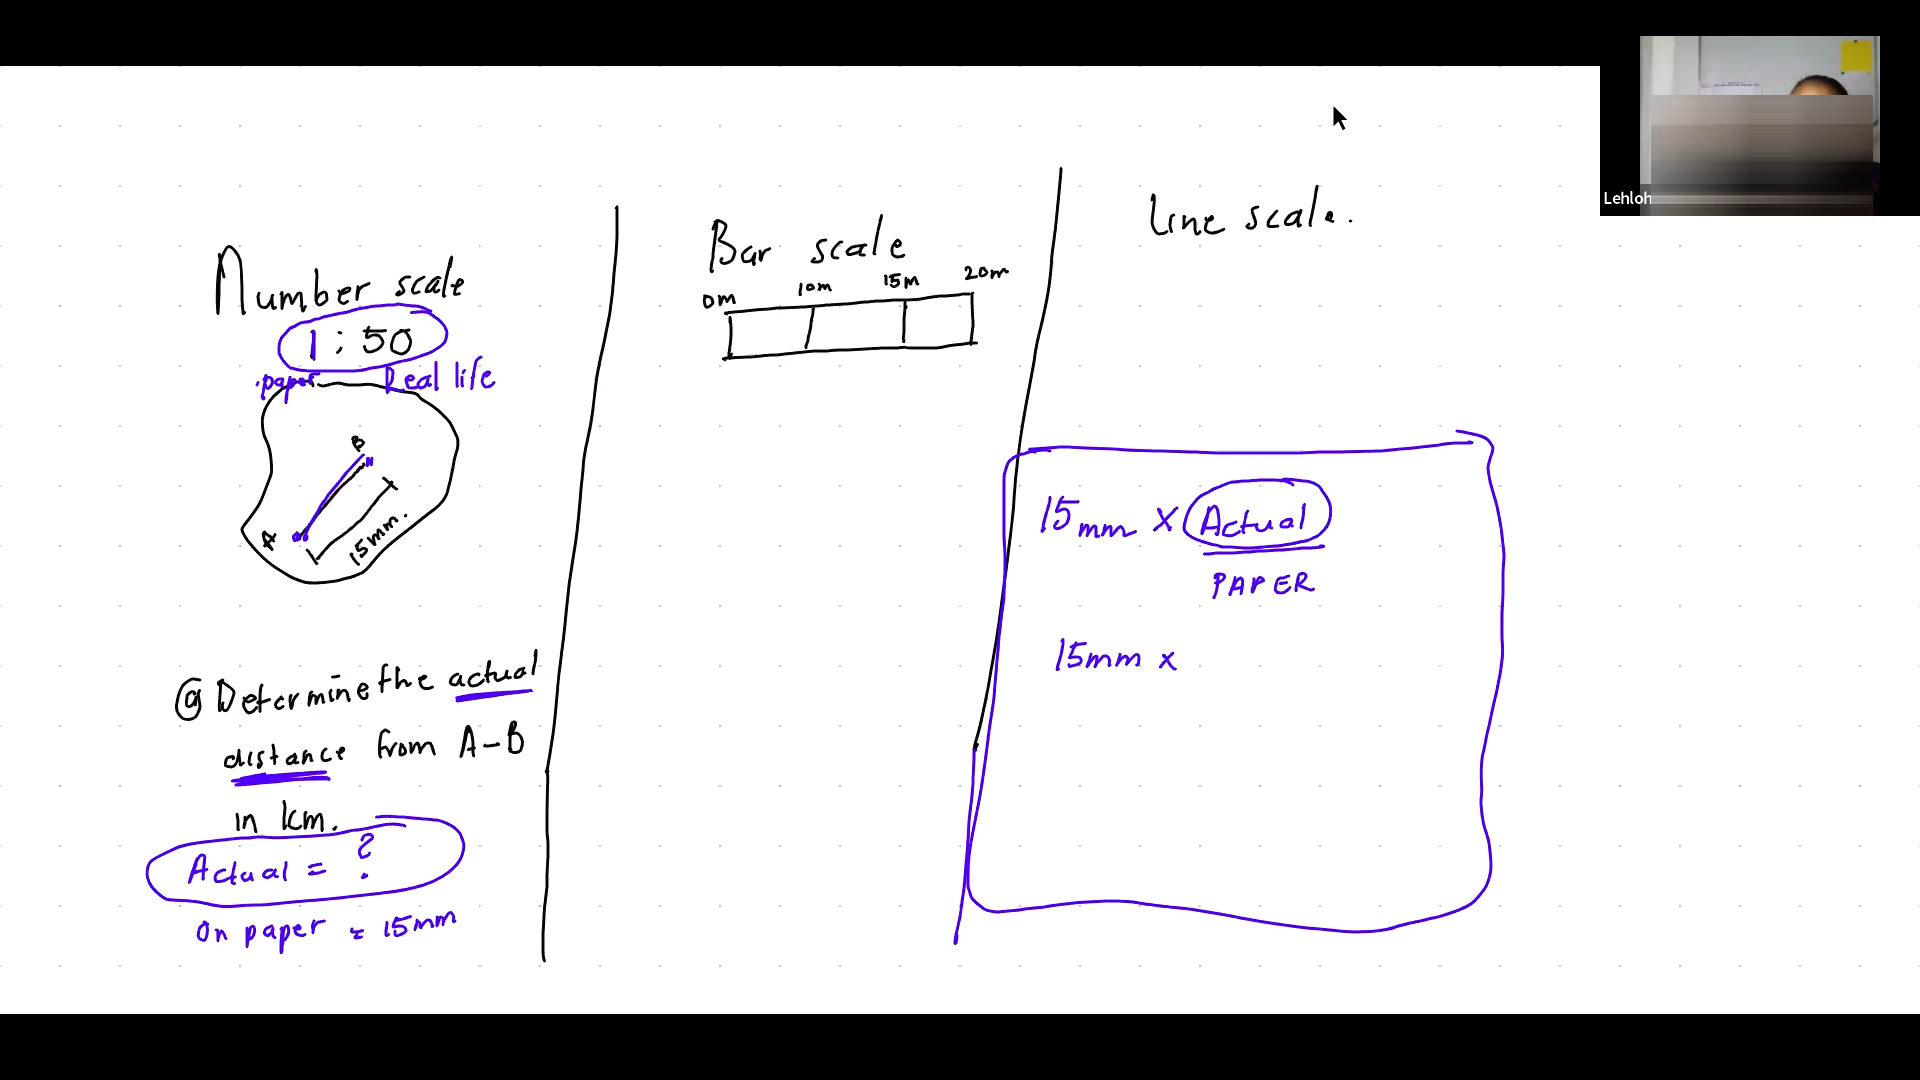 Number scale
1 : 50
paper Real life
B
A
15mm.
a Determine the actual
distance from A-B
in km.
Actual = ?
On paper = 15mm
Bar scale
0m 10m 15m 20m
Line scale.
15mm x Actual
PAPER
15mm x
Lehloh